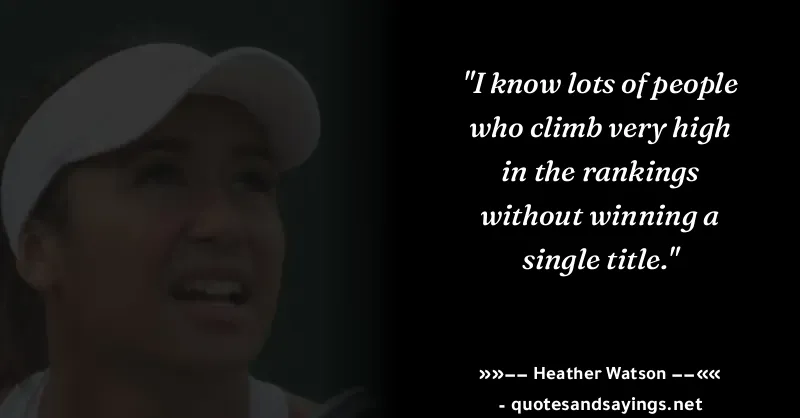 "I know lots of people
who climb very high
in the rankings
without winning a
single title."
»»–– Heather Watson ––««
- quotesandsayings.net